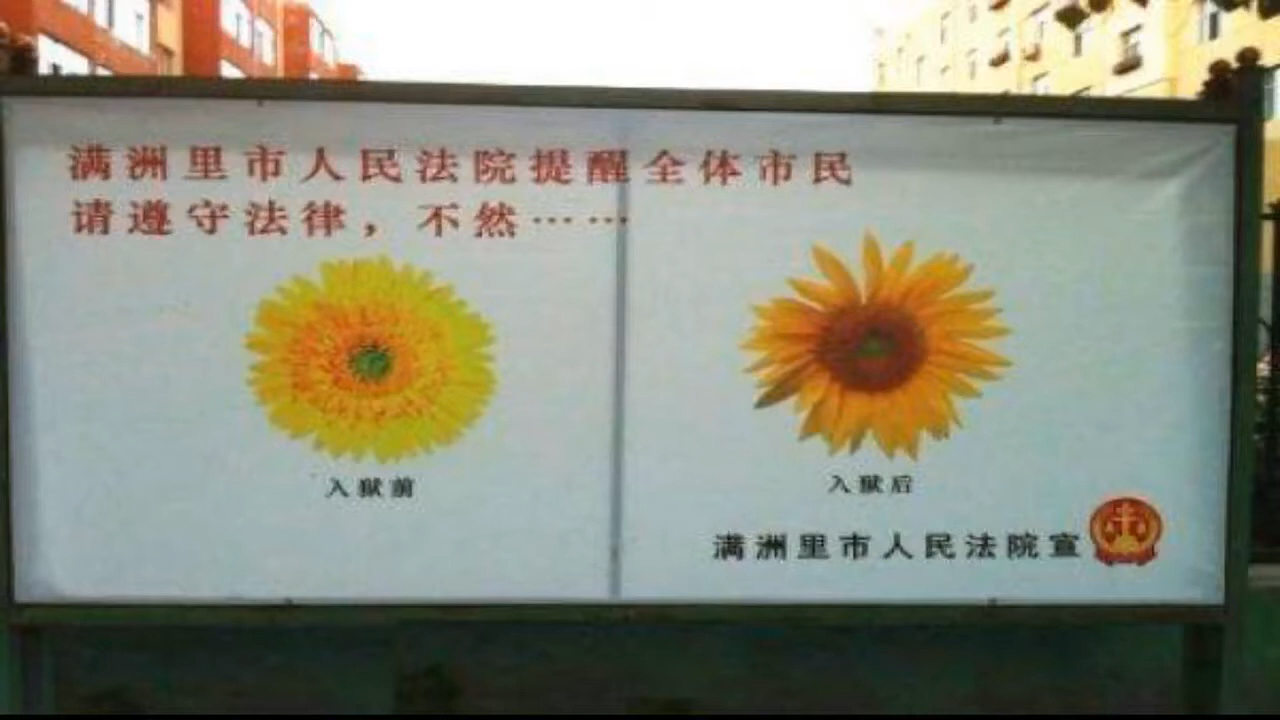 满洲里市人民法院提醒全体市民
请遵守法律，不然……
入狱前
入狱后
满洲里市人民法院宣